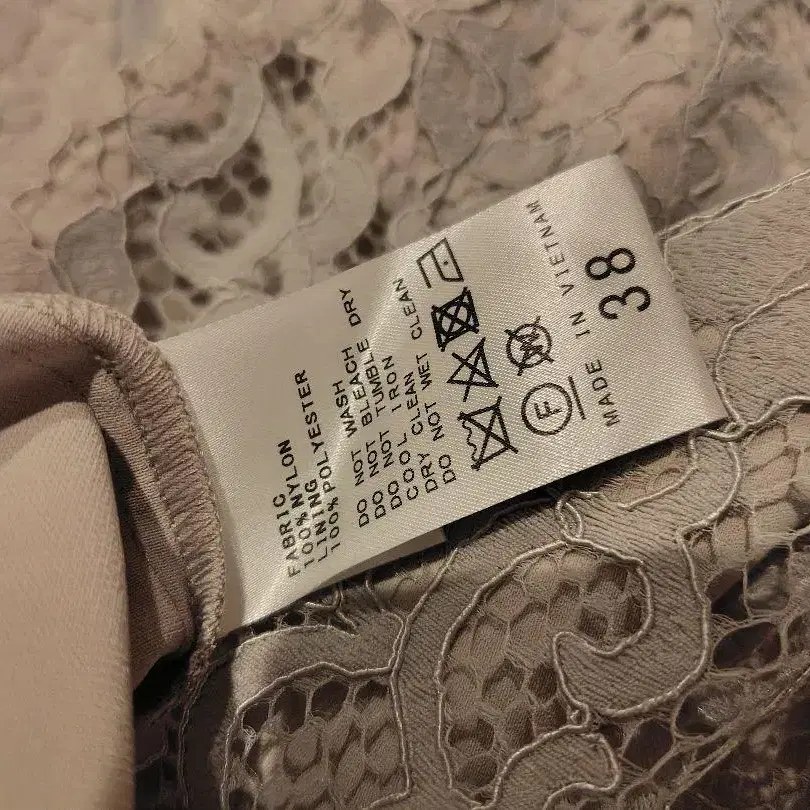 FABRIC
100% NYLON
LINING
100% POLYESTER
DO NOT WASH
DO NOT BLEACH
DO NOT TUMBLE DRY
COOL IRON
DRY CLEAN
DO NOT WET CLEAN
F
W
MADE IN VIETNAM
38